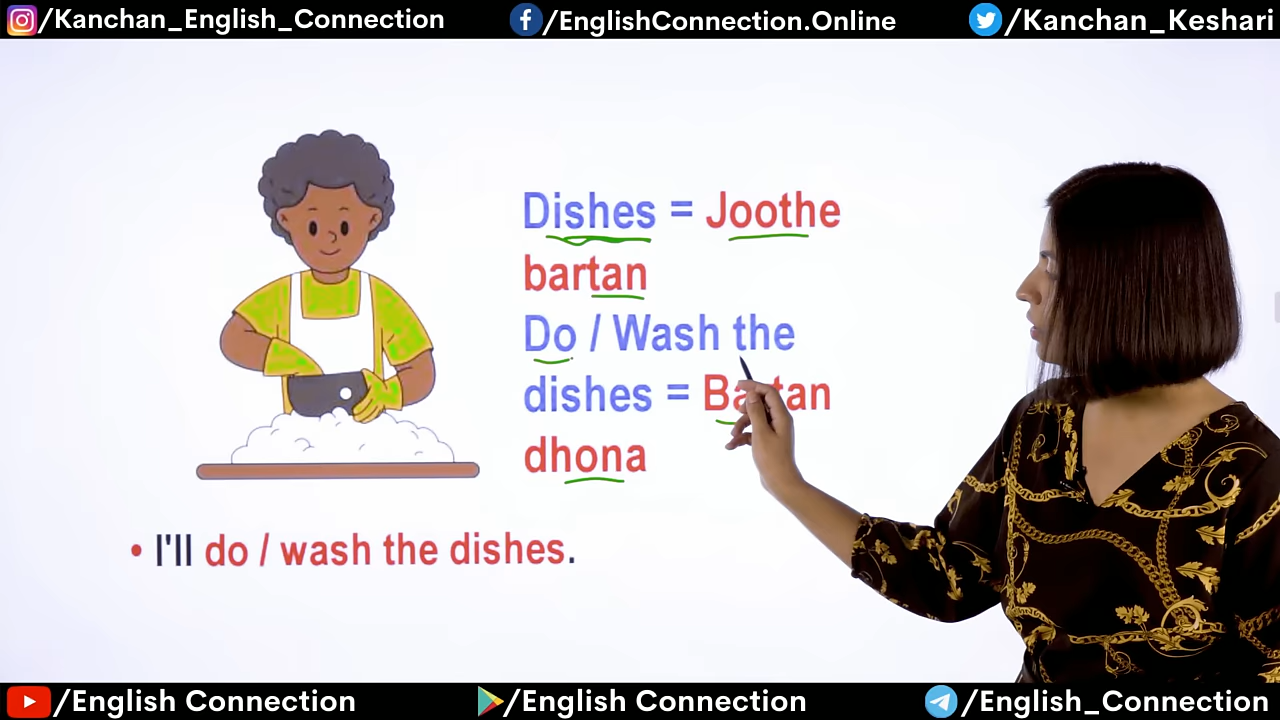 /Kanchan_English_Connection
/EnglishConnection.Online
/Kanchan_Keshari
Dishes = Joothe
bartan
Do / Wash the
dishes = Bartan
dhona
• I'll do / wash the dishes.
/English Connection
/English Connection
/English_Connection